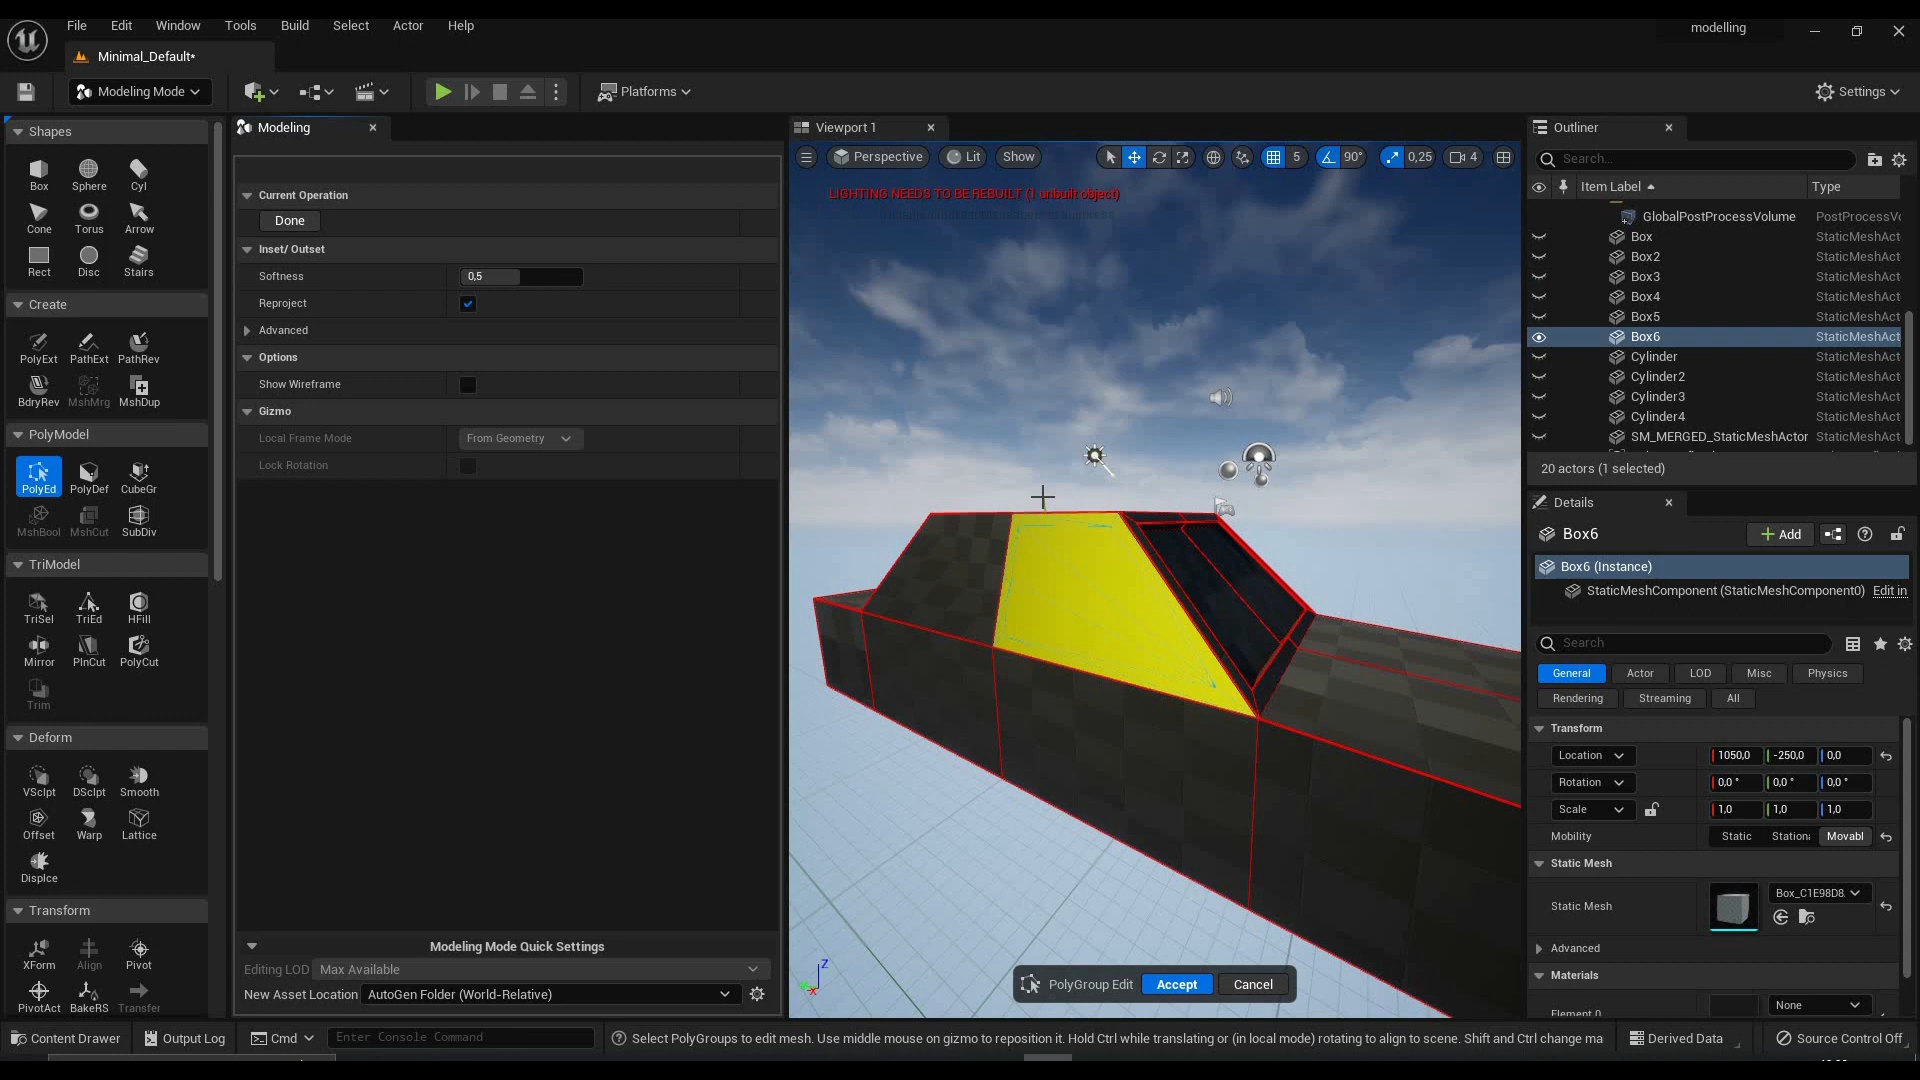 File Edit Window Tools Build Select Actor Help
modelling
Minimal_Default*
Modeling Mode
Platforms
Settings
Shapes
Box Sphere Cyl
Cone Torus Arrow
Rect Disc Stairs
Create
PolyExt PathExt PathRev
BdryRev MshMrg MshDup
PolyModel
PolyEd PolyDef CubeGr
MshBool MshCut SubDiv
TriModel
TriSel TriEd HFill
Mirror PlnCut PolyCut
Trim
Deform
VSclpt DSclpt Smooth
Offset Warp Lattice
Displce
Transform
XForm Align Pivot
PivotAct BakeRS Transfer
Modeling
Current Operation
Done
Inset/ Outset
Softness 0,5
Reproject
Advanced
Options
Show Wireframe
Gizmo
Local Frame Mode From Geometry
Lock Rotation
Modeling Mode Quick Settings
Editing LOD Max Available
New Asset Location AutoGen Folder (World-Relative)
Viewport 1
Perspective Lit Show 5 90° 0,25 4
LIGHTING NEEDS TO BE REBUILT (1 unbuilt object)
Z
X
PolyGroup Edit Accept Cancel
Outliner
Search...
Item Label Type
GlobalPostProcessVolume PostProcessVo
Box StaticMeshAct
Box2 StaticMeshAct
Box3 StaticMeshAct
Box4 StaticMeshAct
Box5 StaticMeshAct
Box6 StaticMeshAct
Cylinder StaticMeshAct
Cylinder2 StaticMeshAct
Cylinder3 StaticMeshAct
Cylinder4 StaticMeshAct
SM_MERGED_StaticMeshActor StaticMeshAct
20 actors (1 selected)
Details
Box6 Add
Box6 (Instance)
StaticMeshComponent (StaticMeshComponent0) Edit in
Search
General Actor LOD Misc Physics
Rendering Streaming All
Transform
Location 1050,0 -250,0 0,0
Rotation 0,0 ° 0,0 ° 0,0 °
Scale 1,0 1,0 1,0
Mobility Static Station Movabl
Static Mesh
Static Mesh Box_C1E98D8
Advanced
Materials
Element 0 None
Content Drawer Output Log Cmd Enter Console Command
Select PolyGroups to edit mesh. Use middle mouse on gizmo to reposition it. Hold Ctrl while translating or (in local mode) rotating to align to scene. Shift and Ctrl change ma
Derived Data Source Control Off